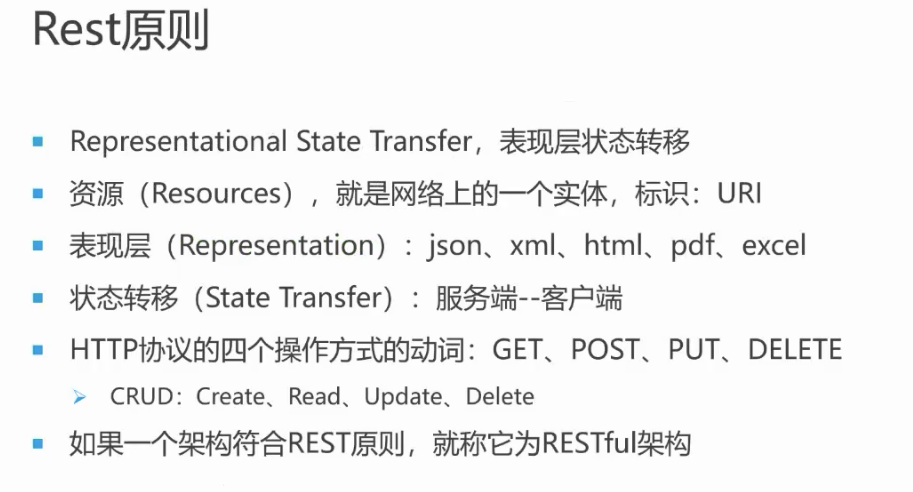 Rest原则
Representational State Transfer，表现层状态转移
资源（Resources），就是网络上的一个实体，标识：URI
表现层（Representation）：json、xml、html、pdf、excel
状态转移（State Transfer）：服务端--客户端
HTTP协议的四个操作方式的动词：GET、POST、PUT、DELETE
CRUD：Create、Read、Update、Delete
如果一个架构符合REST原则，就称它为RESTful架构